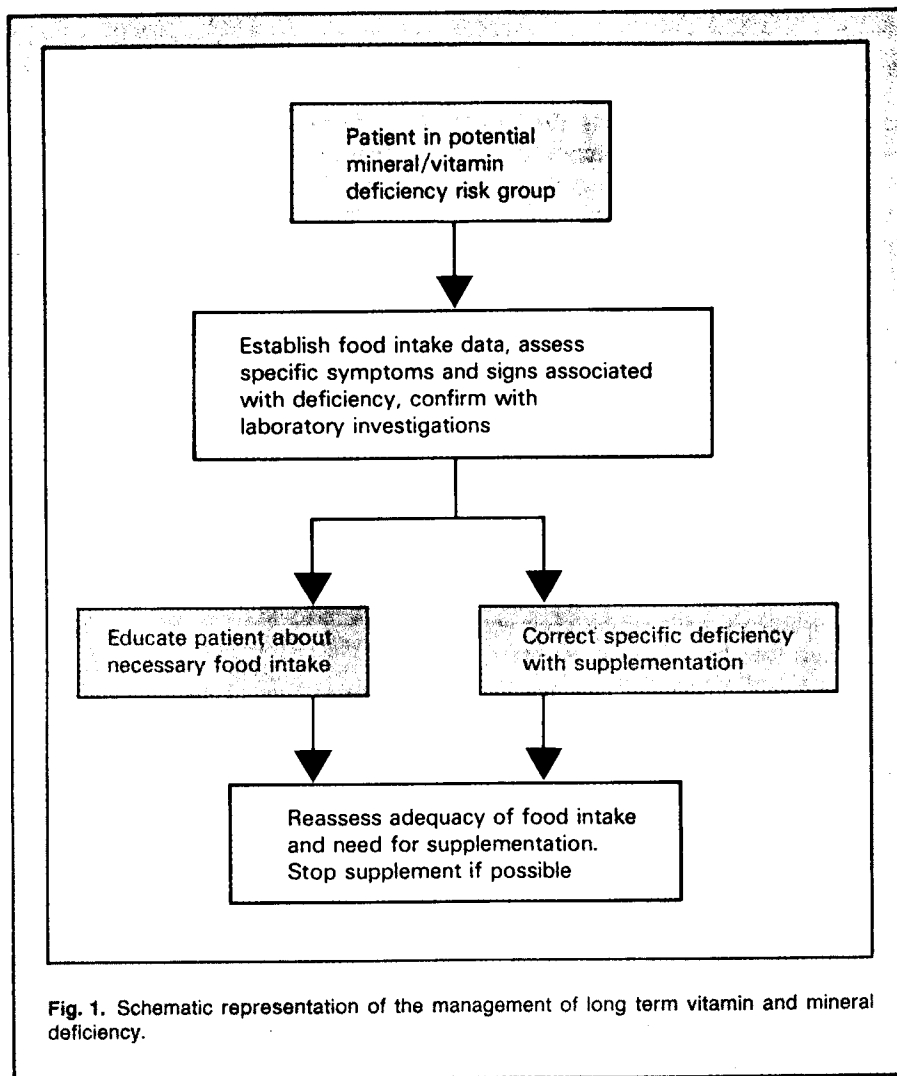 Patient in potential
mineral/vitamin
deficiency risk group
Establish food intake data, assess
specific symptoms and signs associated
with deficiency, confirm with
laboratory investigations
Educate patient about
necessary food intake
Correct specific deficiency
with supplementation
Reassess adequacy of food intake
and need for supplementation.
Stop supplement if possible
Fig. 1. Schematic representation of the management of long term vitamin and mineral
deficiency.